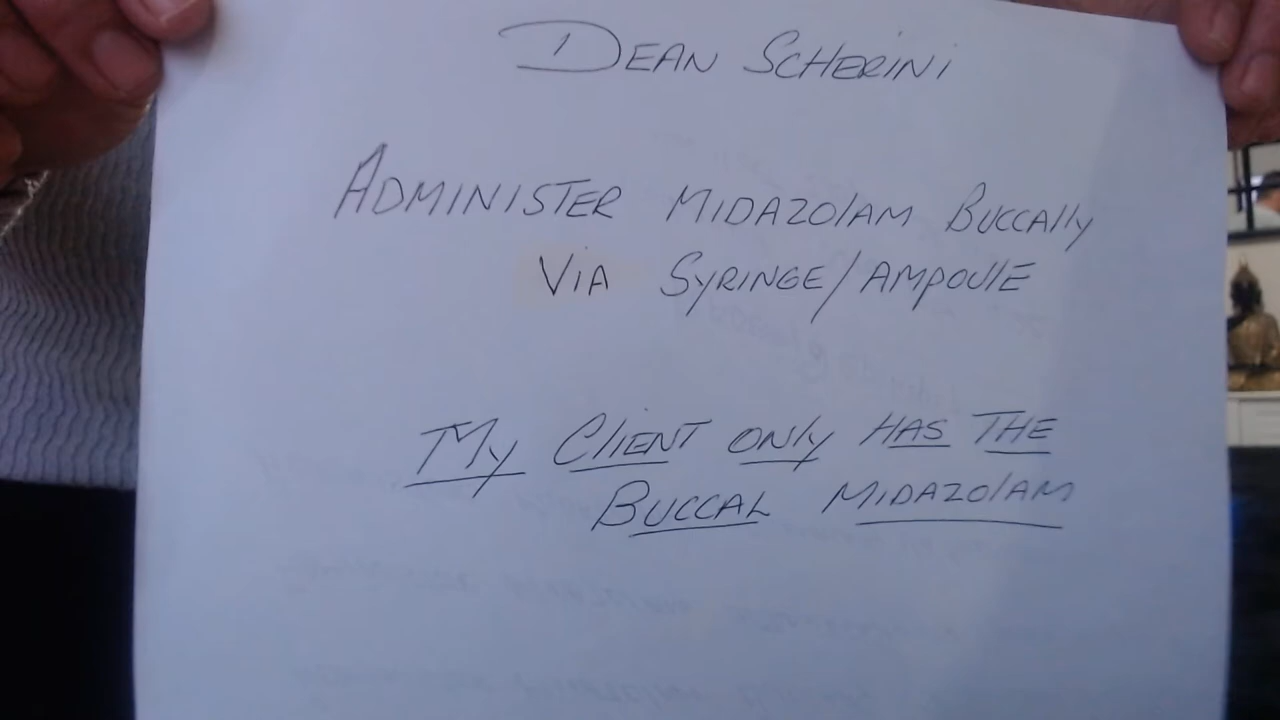 DEAN SCHERINI
ADMINISTER MIDAZOLAM BUCCALLY
VIA SYRINGE/AMPOULE
MY CLIENT ONLY HAS THE
BUCCAL MIDAZOLAM